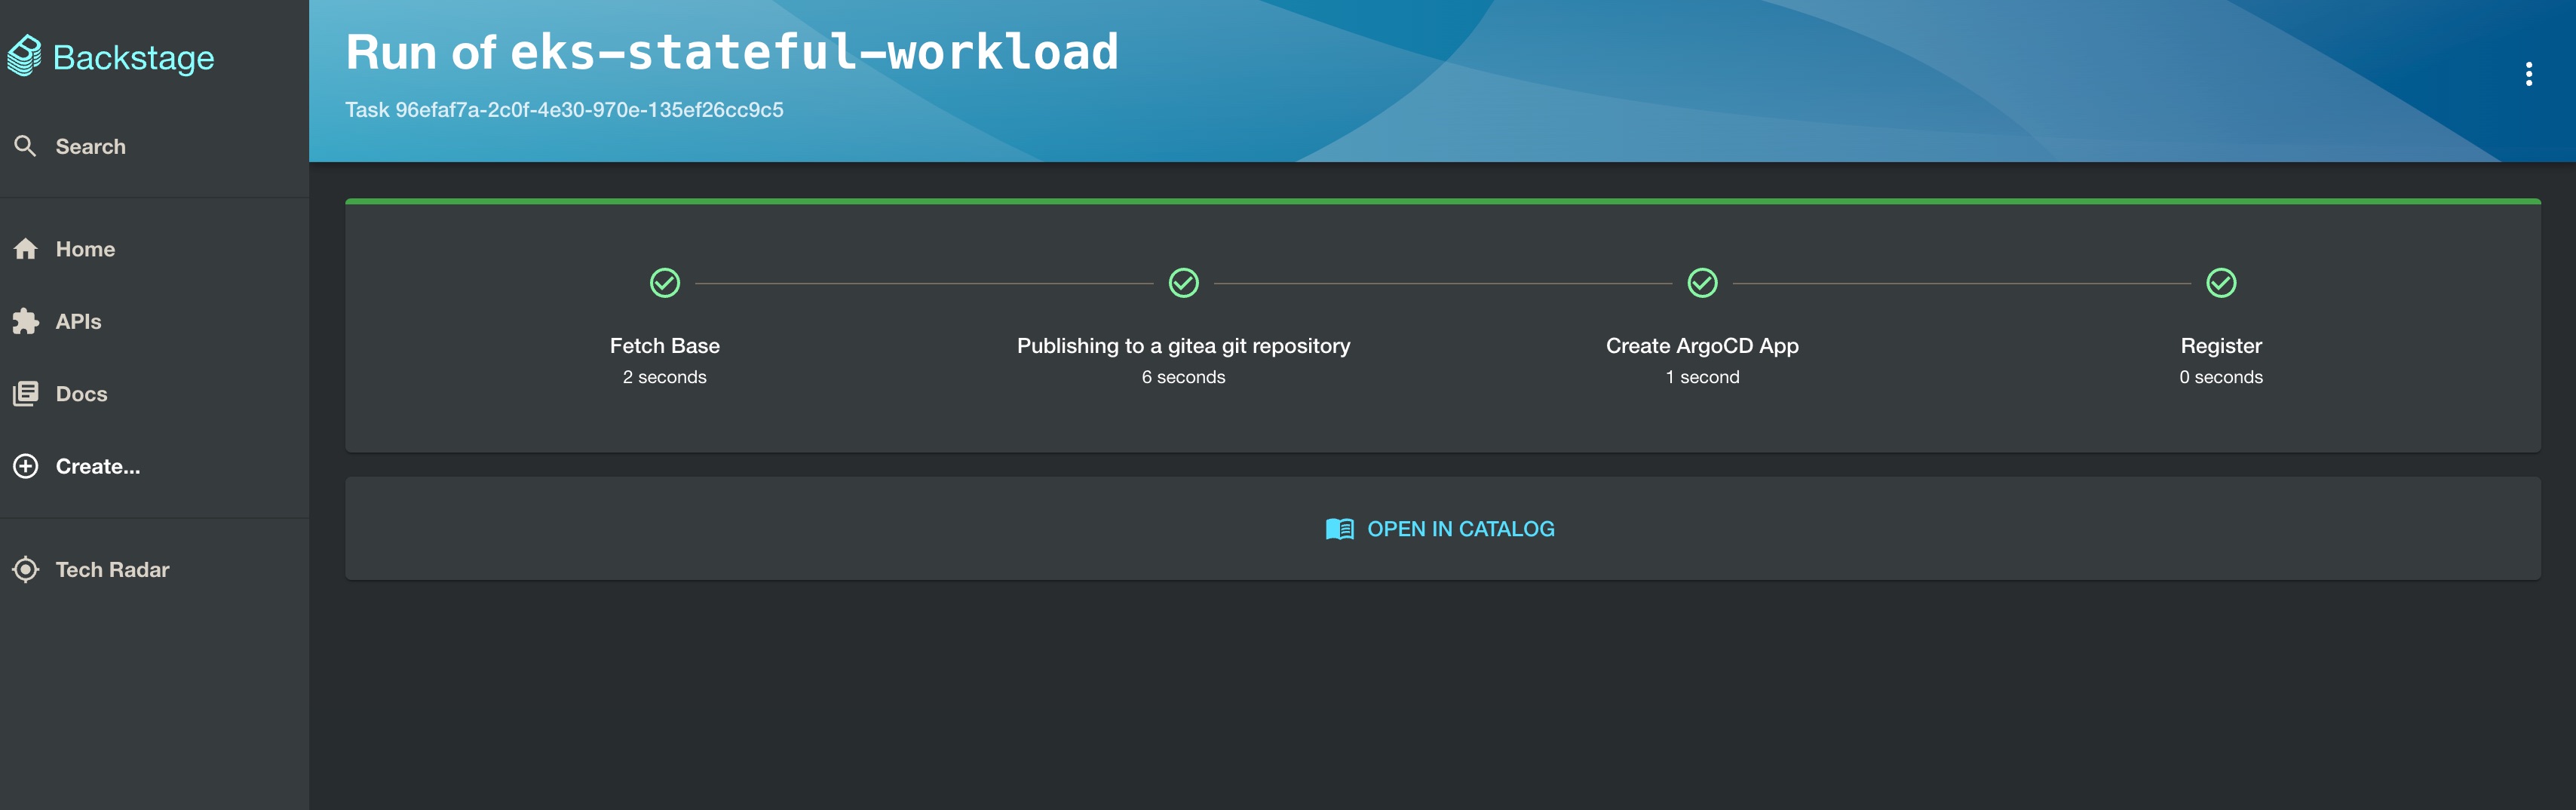 Backstage
Search
Home
APIs
Docs
Create...
Tech Radar
Run of eks-stateful-workload
Task 96efaf7a-2c0f-4e30-970e-135ef26cc9c5
Fetch Base
2 seconds
Publishing to a gitea git repository
6 seconds
Create ArgoCD App
1 second
Register
0 seconds
OPEN IN CATALOG